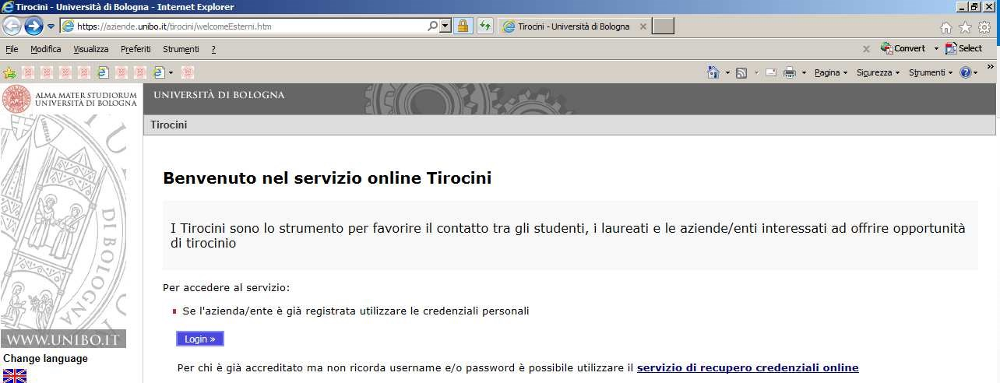 Tirocini - Università di Bologna - Internet Explorer
https://aziende.unibo.it/tirocini/welcomeEsterni.htm
Tirocini - Università di Bologna
File Modifica Visualizza Preferiti Strumenti ?
Convert Select
Pagina Sicurezza Strumenti
ALMA MATER STUDIORUM
UNIVERSITÀ DI BOLOGNA
UNIVERSITÀ DI BOLOGNA
Tirocini
LIBERTAS
DI BOLOGNA
Benvenuto nel servizio online Tirocini
I Tirocini sono lo strumento per favorire il contatto tra gli studenti, i laureati e le aziende/enti interessati ad offrire opportunità
di tirocinio
Per accedere al servizio:
Se l'azienda/ente è già registrata utilizzare le credenziali personali
WWW.UNIBO.IT
Login »
Change language
Per chi è già accreditato ma non ricorda username e/o password è possibile utilizzare il servizio di recupero credenziali online